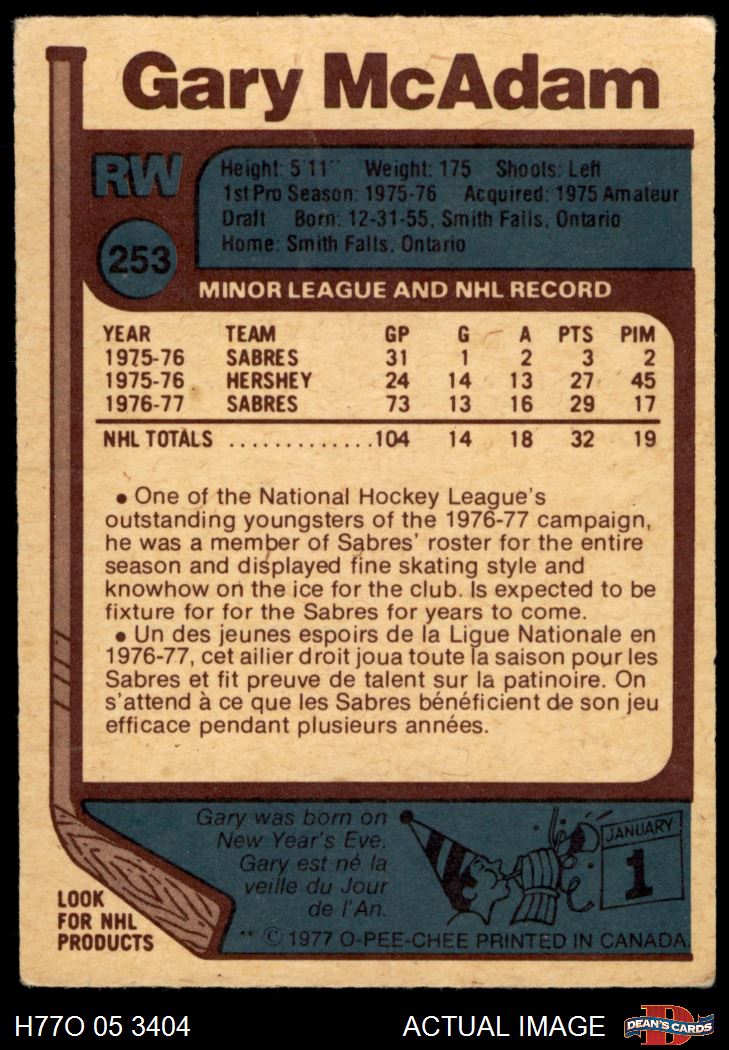 Gary McAdam
RW
253
Height: 5'11" Weight: 175 Shoots: Left
1st Pro Season: 1975-76 Acquired: 1975 Amateur
Draft Born: 12-31-55, Smith Falls, Ontario
Home: Smith Falls, Ontario
MINOR LEAGUE AND NHL RECORD
YEAR TEAM GP G A PTS PIM
1975-76 SABRES 31 1 2 3 2
1975-76 HERSHEY 24 14 13 27 45
1976-77 SABRES 73 13 16 29 17
NHL TOTALS .............104 14 18 32 19
• One of the National Hockey League's
outstanding youngsters of the 1976-77 campaign,
he was a member of Sabres' roster for the entire
season and displayed fine skating style and
knowhow on the ice for the club. Is expected to be
fixture for for the Sabres for years to come.
• Un des jeunes espoirs de la Ligue Nationale en
1976-77, cet ailier droit joua toute la saison pour les
Sabres et fit preuve de talent sur la patinoire. On
s'attend à ce que les Sabres bénéficient de son jeu
efficace pendant plusieurs années.
Gary was born on
New Year's Eve.
Gary est né la
veille du Jour
de l'An.
JANUARY
1
LOOK
FOR NHL
PRODUCTS
** © 1977 O-PEE-CHEE PRINTED IN CANADA
H77O 05 3404 ACTUAL IMAGE
D
DEAN'S CARDS